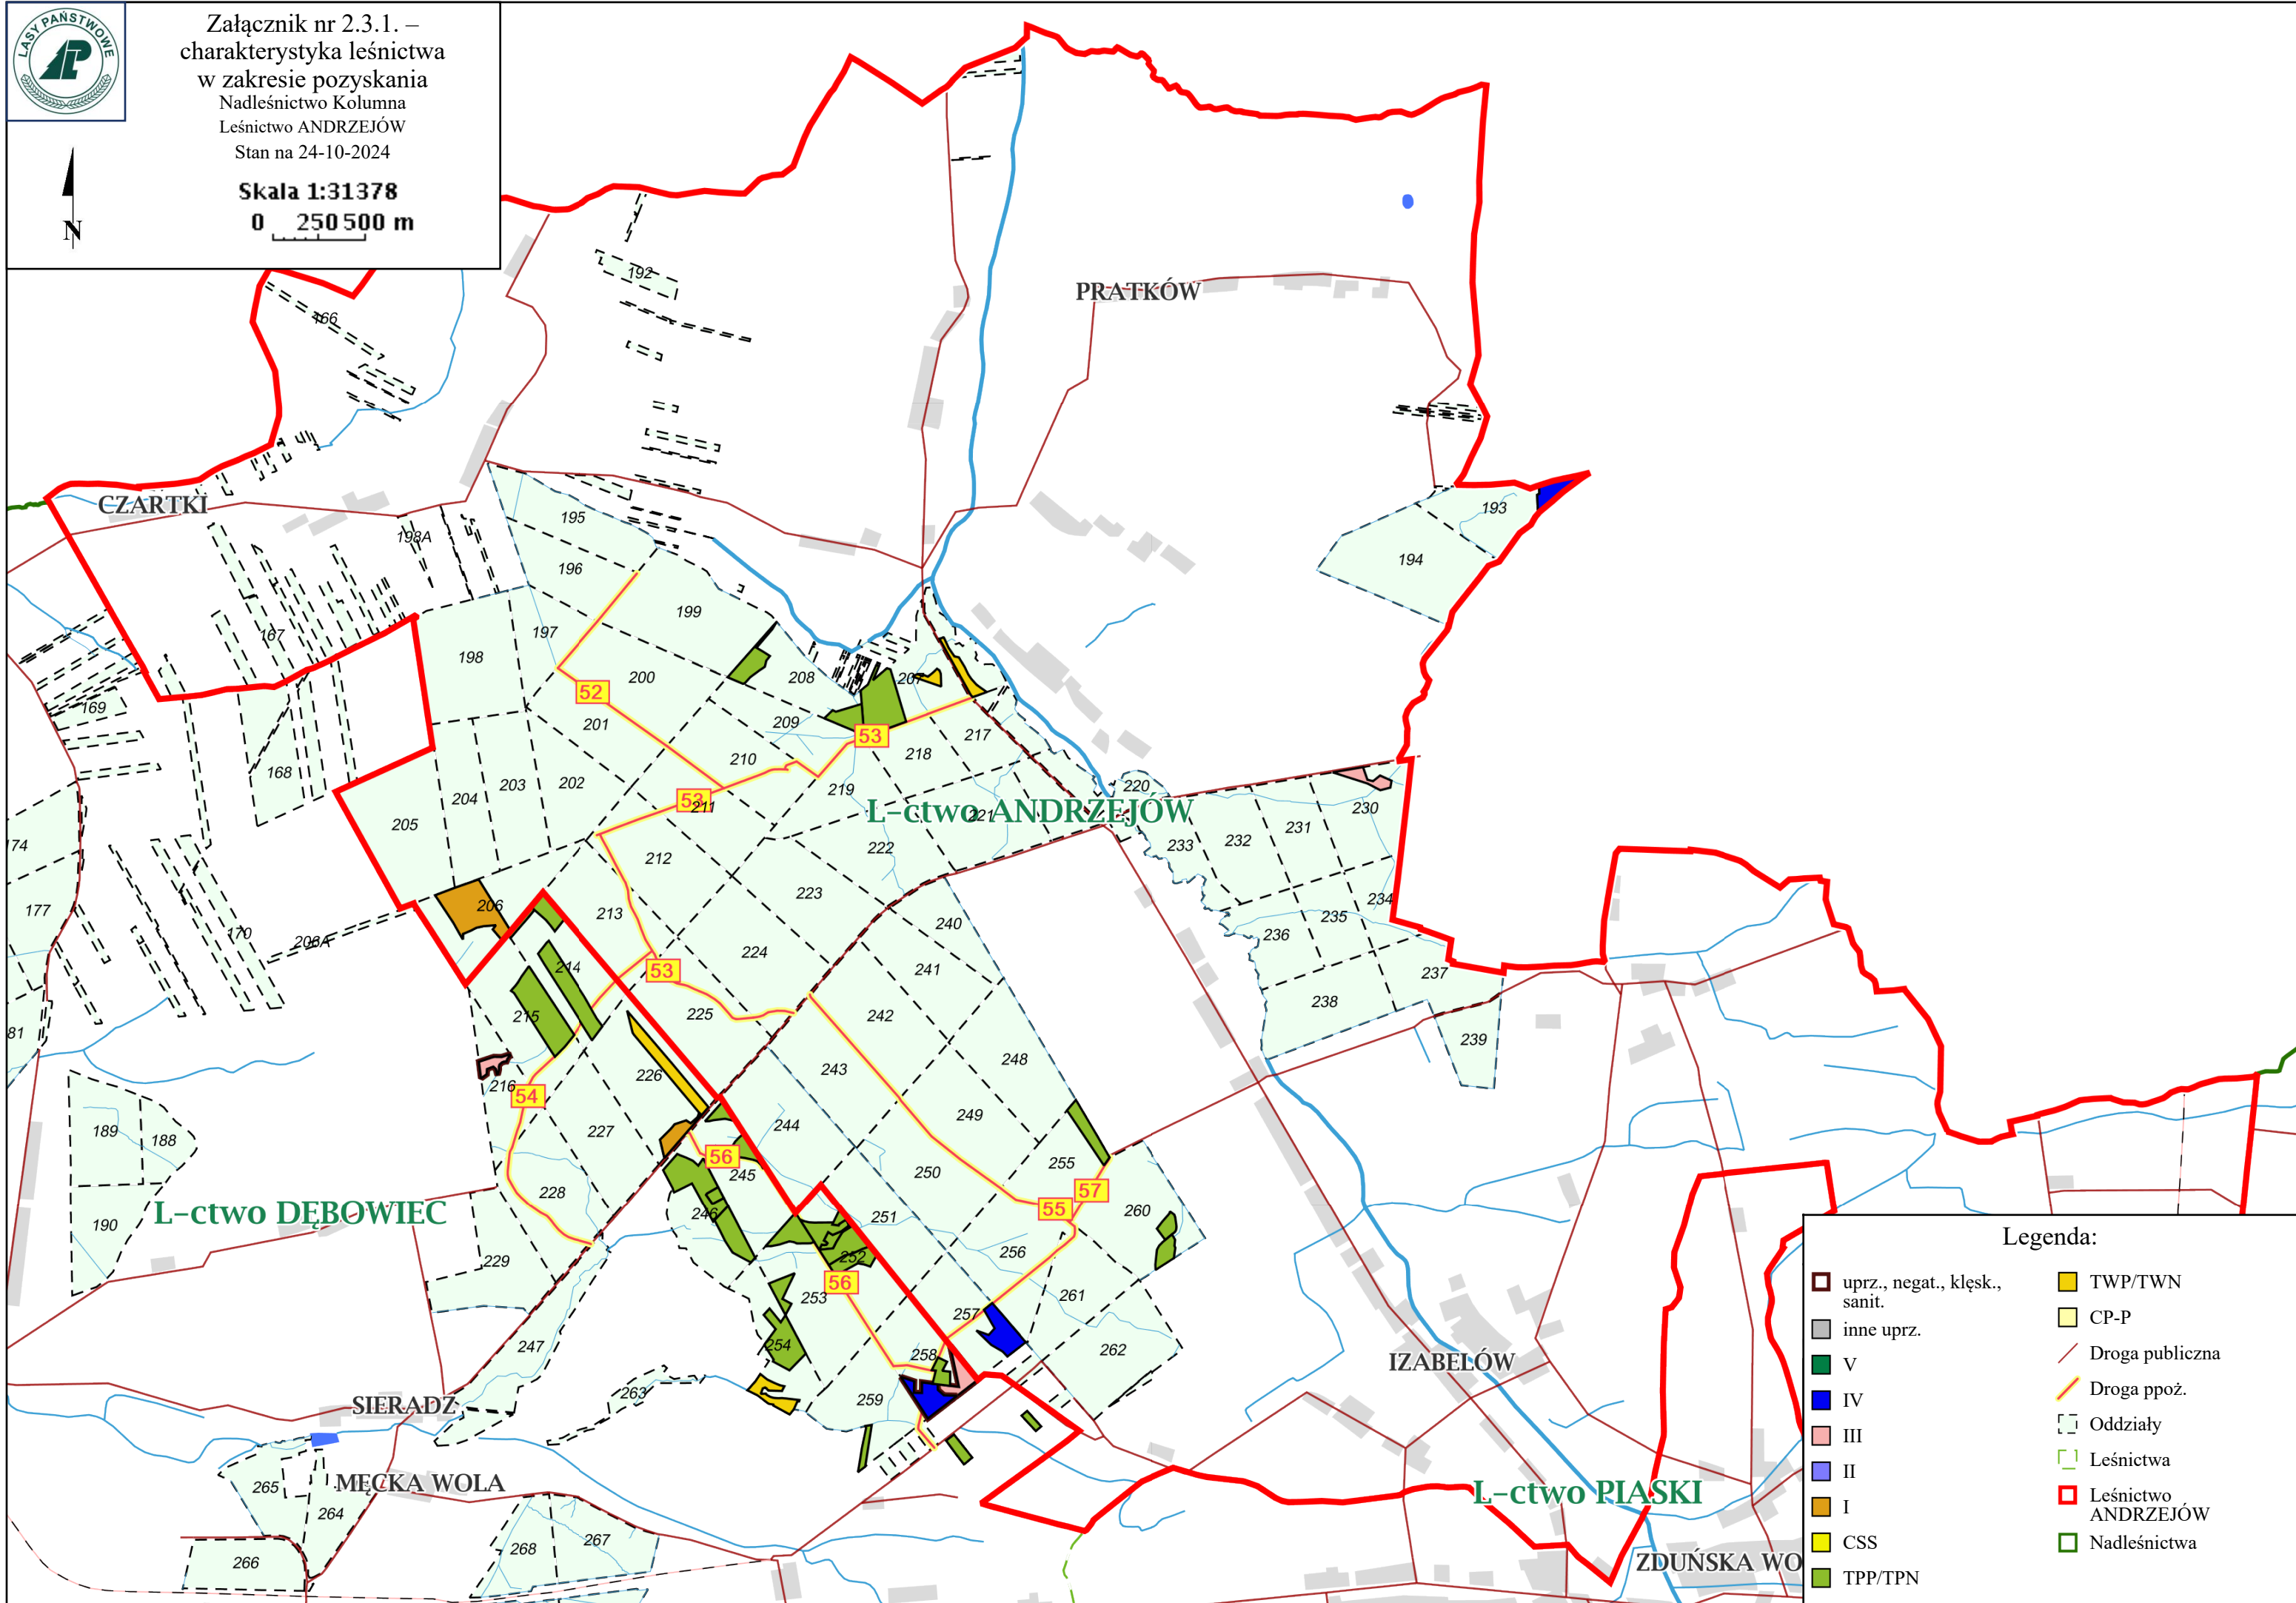 LASY PAŃSTWOWE
Załącznik nr 2.3.1. –
charakterystyka leśnictwa
w zakresie pozyskania
Nadleśnictwo Kolumna
Leśnictwo ANDRZEJÓW
Stan na 24-10-2024
Skala 1:31378
0 250 500 m
N
192
166
PRATKÓW
CZARTKI
198A
195
193
196
194
199
197
167
198
200
208
207
52
169
201
209
53
217
218
168
210
220
204
203
202
219
53
211
L-ctwo ANDRZEJÓW
221
230
205
231
232
233
174
212
222
223
234
206
177
213
235
240
170
206A
236
224
214
241
53
237
238
215
225
242
81
239
248
243
226
216
54
249
244
189
188
227
250
56
245
255
57
228
190
L-ctwo DĘBOWIEC
246
251
55
260
256
229
252
56
253
261
257
247
254
258
262
IZABELÓW
263
259
SIERADZ
MĘCKA WOLA
265
264
L-ctwo PIASKI
268
267
266
ZDUŃSKA WO
Legenda:
uprz., negat., klęsk.,
sanit.
inne uprz.
V
IV
III
II
I
CSS
TPP/TPN
TWP/TWN
CP-P
Droga publiczna
Droga ppoż.
Oddziały
Leśnictwa
Leśnictwo
ANDRZEJÓW
Nadleśnictwa